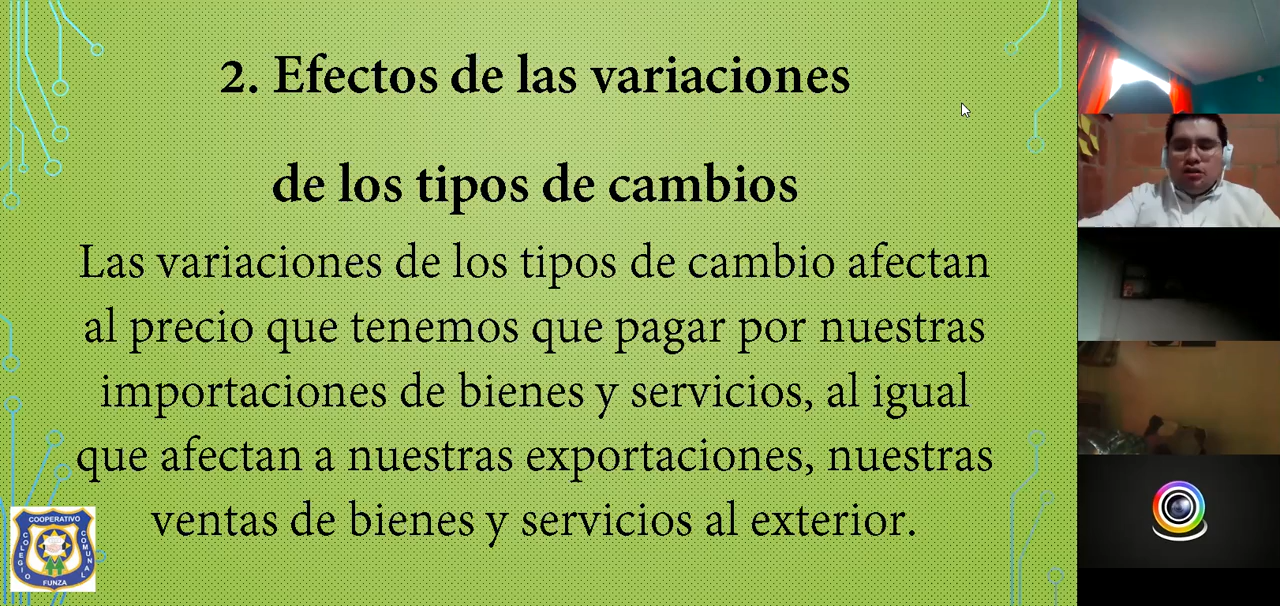 2. Efectos de las variaciones
de los tipos de cambios
Las variaciones de los tipos de cambio afectan
al precio que tenemos que pagar por nuestras
importaciones de bienes y servicios, al igual
que afectan a nuestras exportaciones, nuestras
ventas de bienes y servicios al exterior.
COOPERATIVO
COLEGIO
COMUNAL
FUNZA